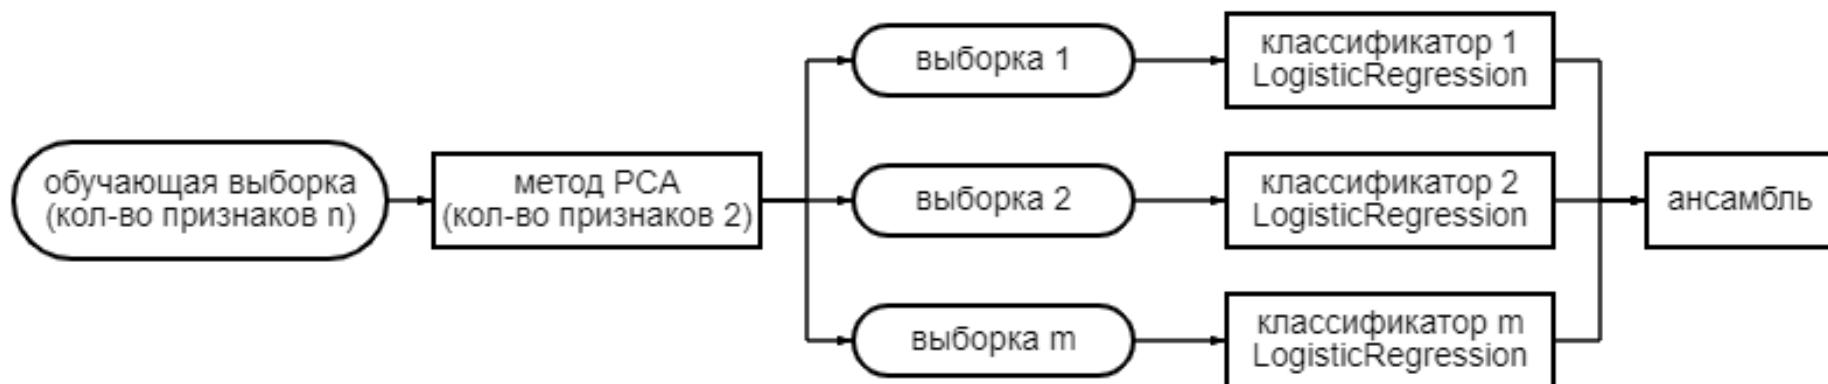 обучающая выборка
(кол-во признаков n)
метод PCA
(кол-во признаков 2)
выборка 1
классификатор 1
LogisticRegression
выборка 2
классификатор 2
LogisticRegression
выборка m
классификатор m
LogisticRegression
ансамбль